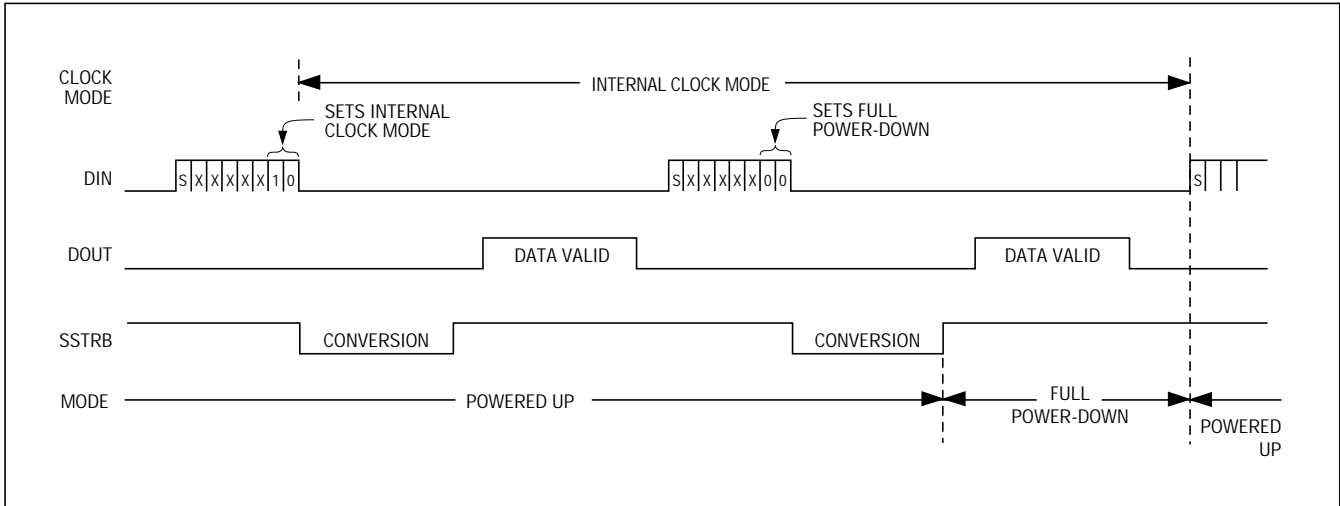 CLOCK
MODE
INTERNAL CLOCK MODE
SETS INTERNAL
CLOCK MODE
SETS FULL
POWER-DOWN
DIN
S X X X X X 1 0
S X X X X X 0 0
S
DOUT
DATA VALID
DATA VALID
SSTRB
CONVERSION
CONVERSION
MODE
POWERED UP
FULL
POWER-DOWN
POWERED
UP